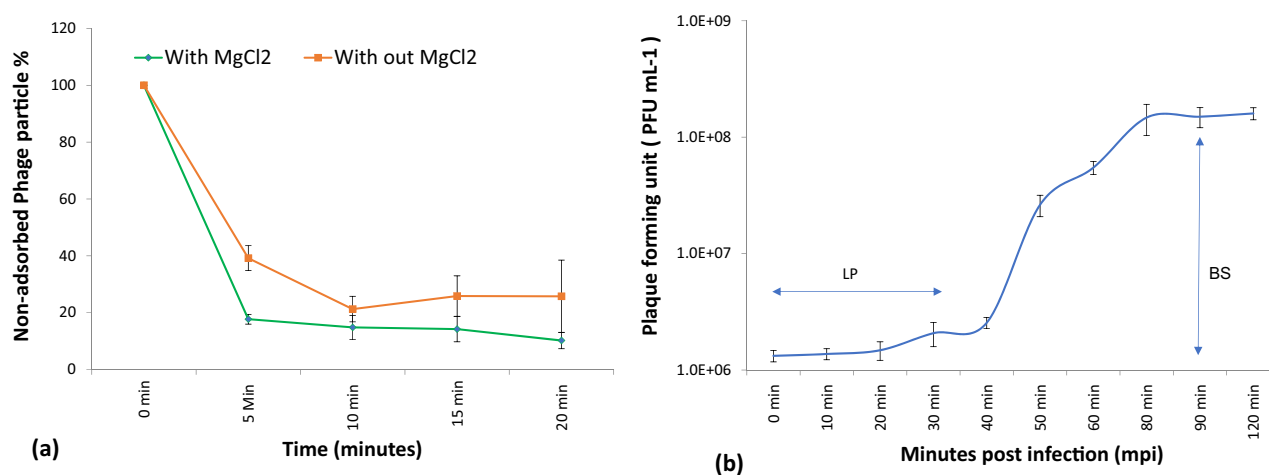 Non-adsorbed Phage particle %
120
100
80
60
40
20
0
With MgCl2
With out MgCl2
0 min
5 Min
10 min
15 min
20 min
Time (minutes)
(a)
Plaque forming unit ( PFU mL-1)
1.0E+09
1.0E+08
1.0E+07
1.0E+06
LP
BS
0 min
10 min
20 min
30 min
40 min
50 min
60 min
80 min
90 min
120 min
Minutes post infection (mpi)
(b)